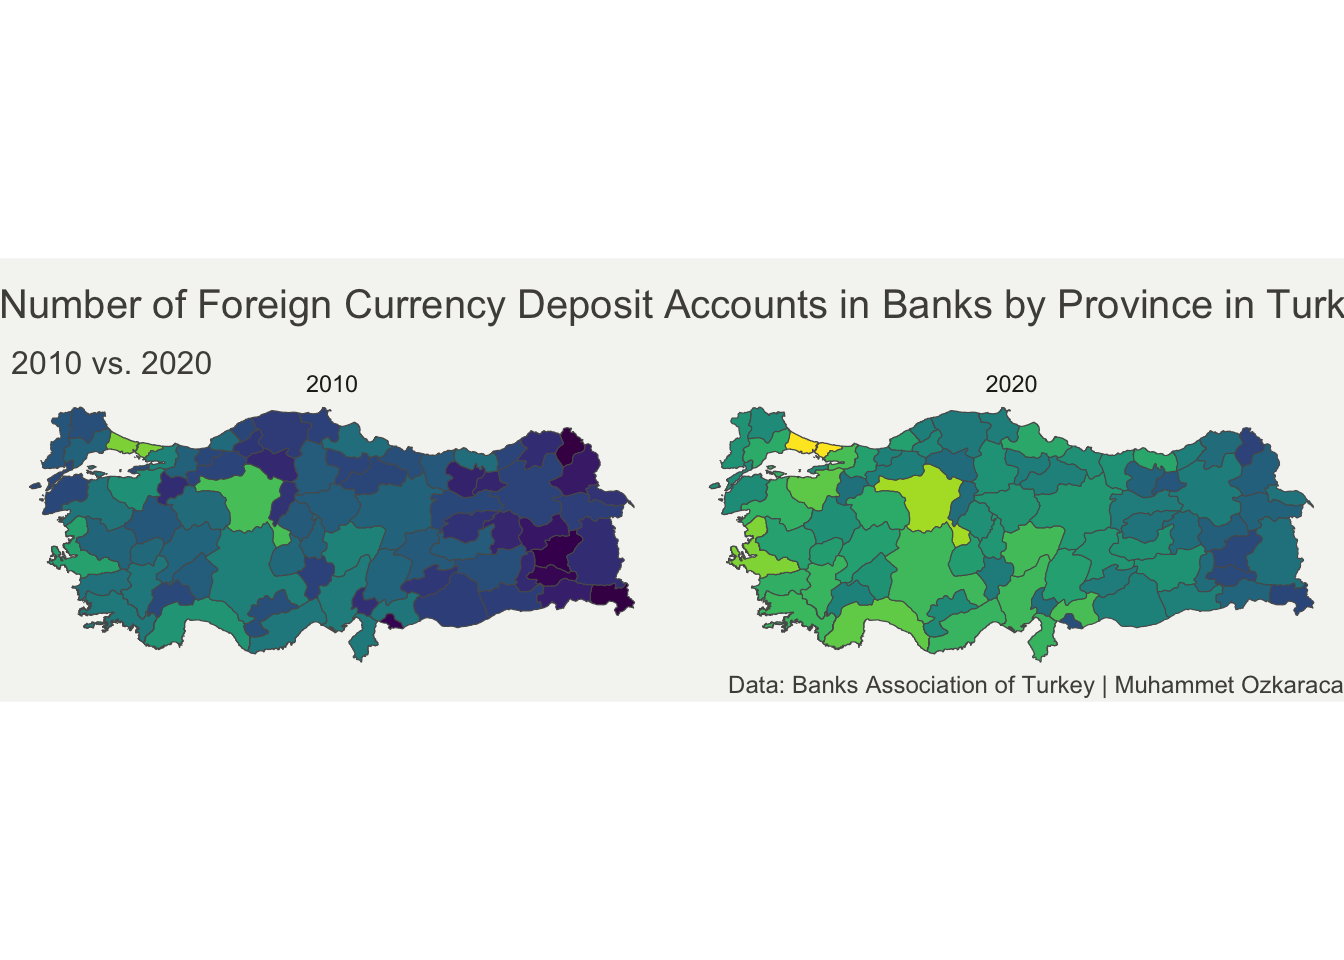 Number of Foreign Currency Deposit Accounts in Banks by Province in Turk
2010 vs. 2020
2010
2020
Data: Banks Association of Turkey | Muhammet Ozkaraca